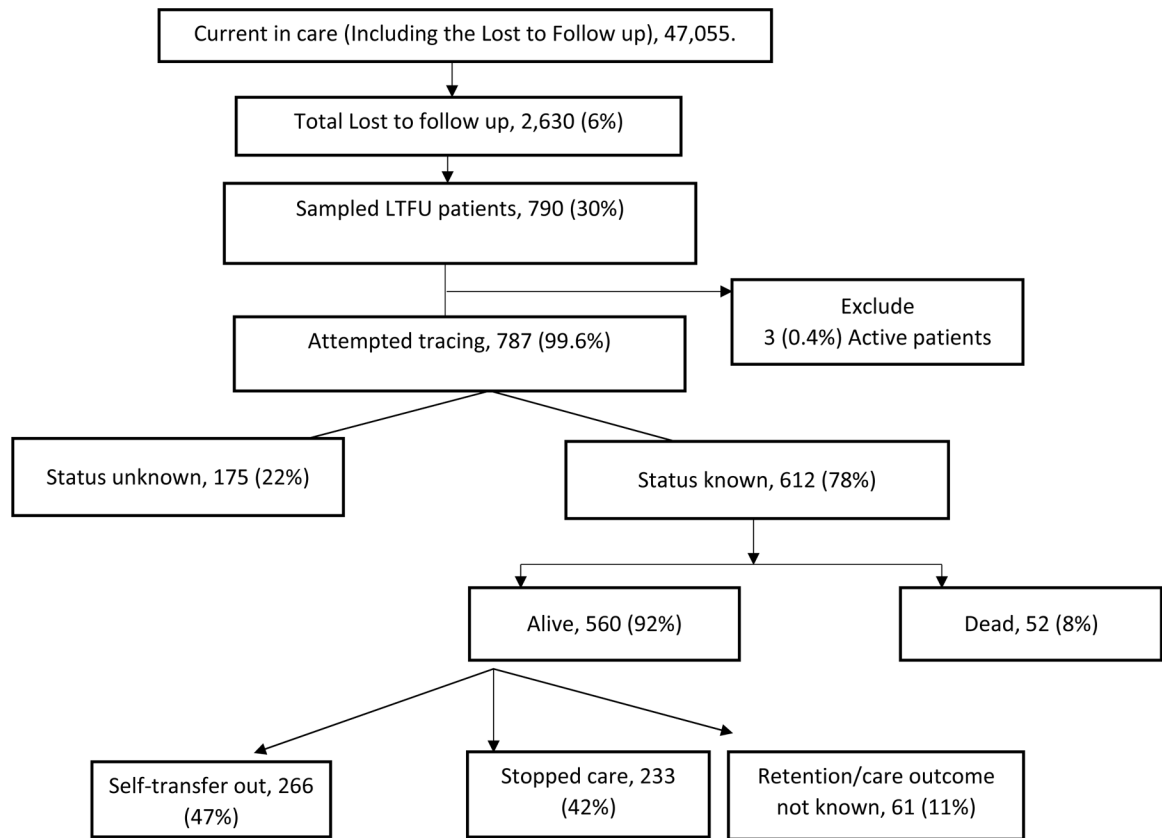 Current in care (Including the Lost to Follow up), 47,055.
Total Lost to follow up, 2,630 (6%)
Sampled LTFU patients, 790 (30%)
Exclude
3 (0.4%) Active patients
Attempted tracing, 787 (99.6%)
Status unknown, 175 (22%)
Status known, 612 (78%)
Alive, 560 (92%)
Dead, 52 (8%)
Self-transfer out, 266
(47%)
Stopped care, 233
(42%)
Retention/care outcome
not known, 61 (11%)